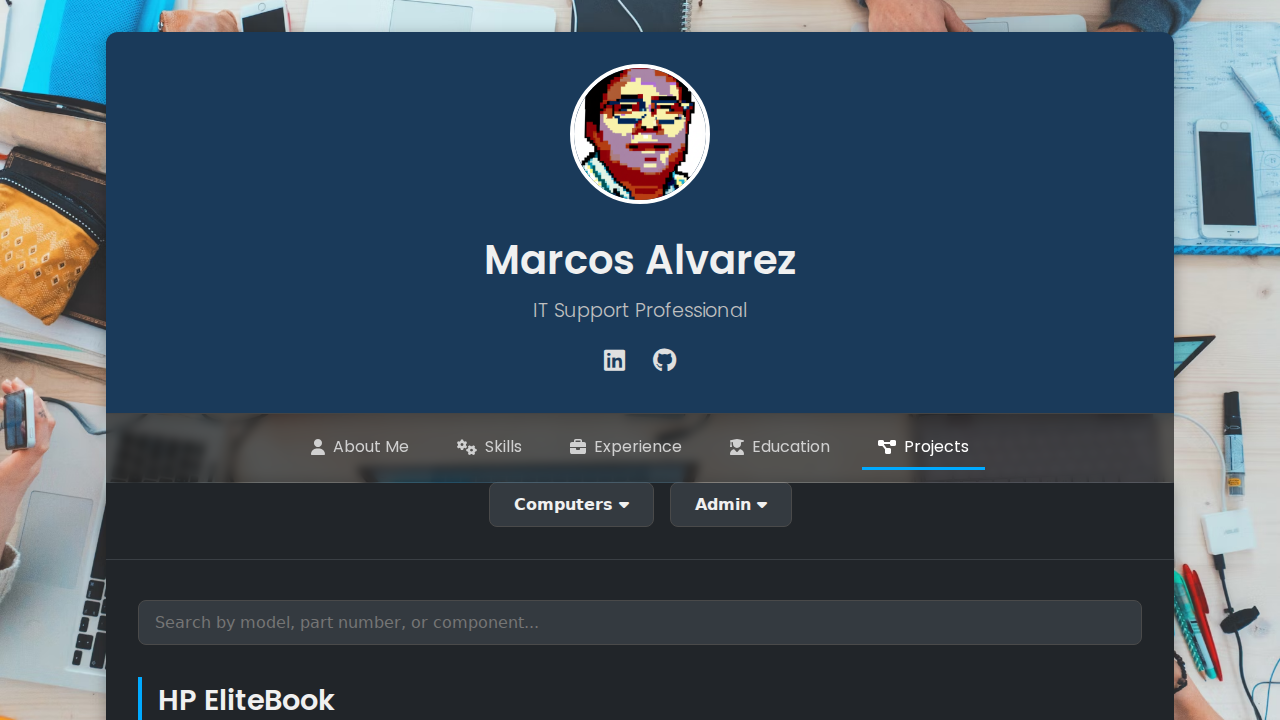 Marcos Alvarez
IT Support Professional
About Me
Skills
Experience
Education
Projects
Computers
Admin
Search by model, part number, or component...
HP EliteBook